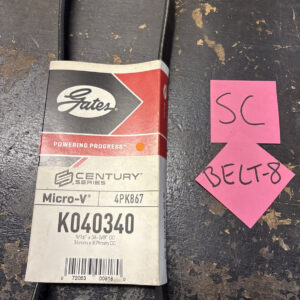 Gates
POWERING PROGRESS
CENTURY
SERIES
Micro-V® 4PK867
K040340
SC
BELT-8